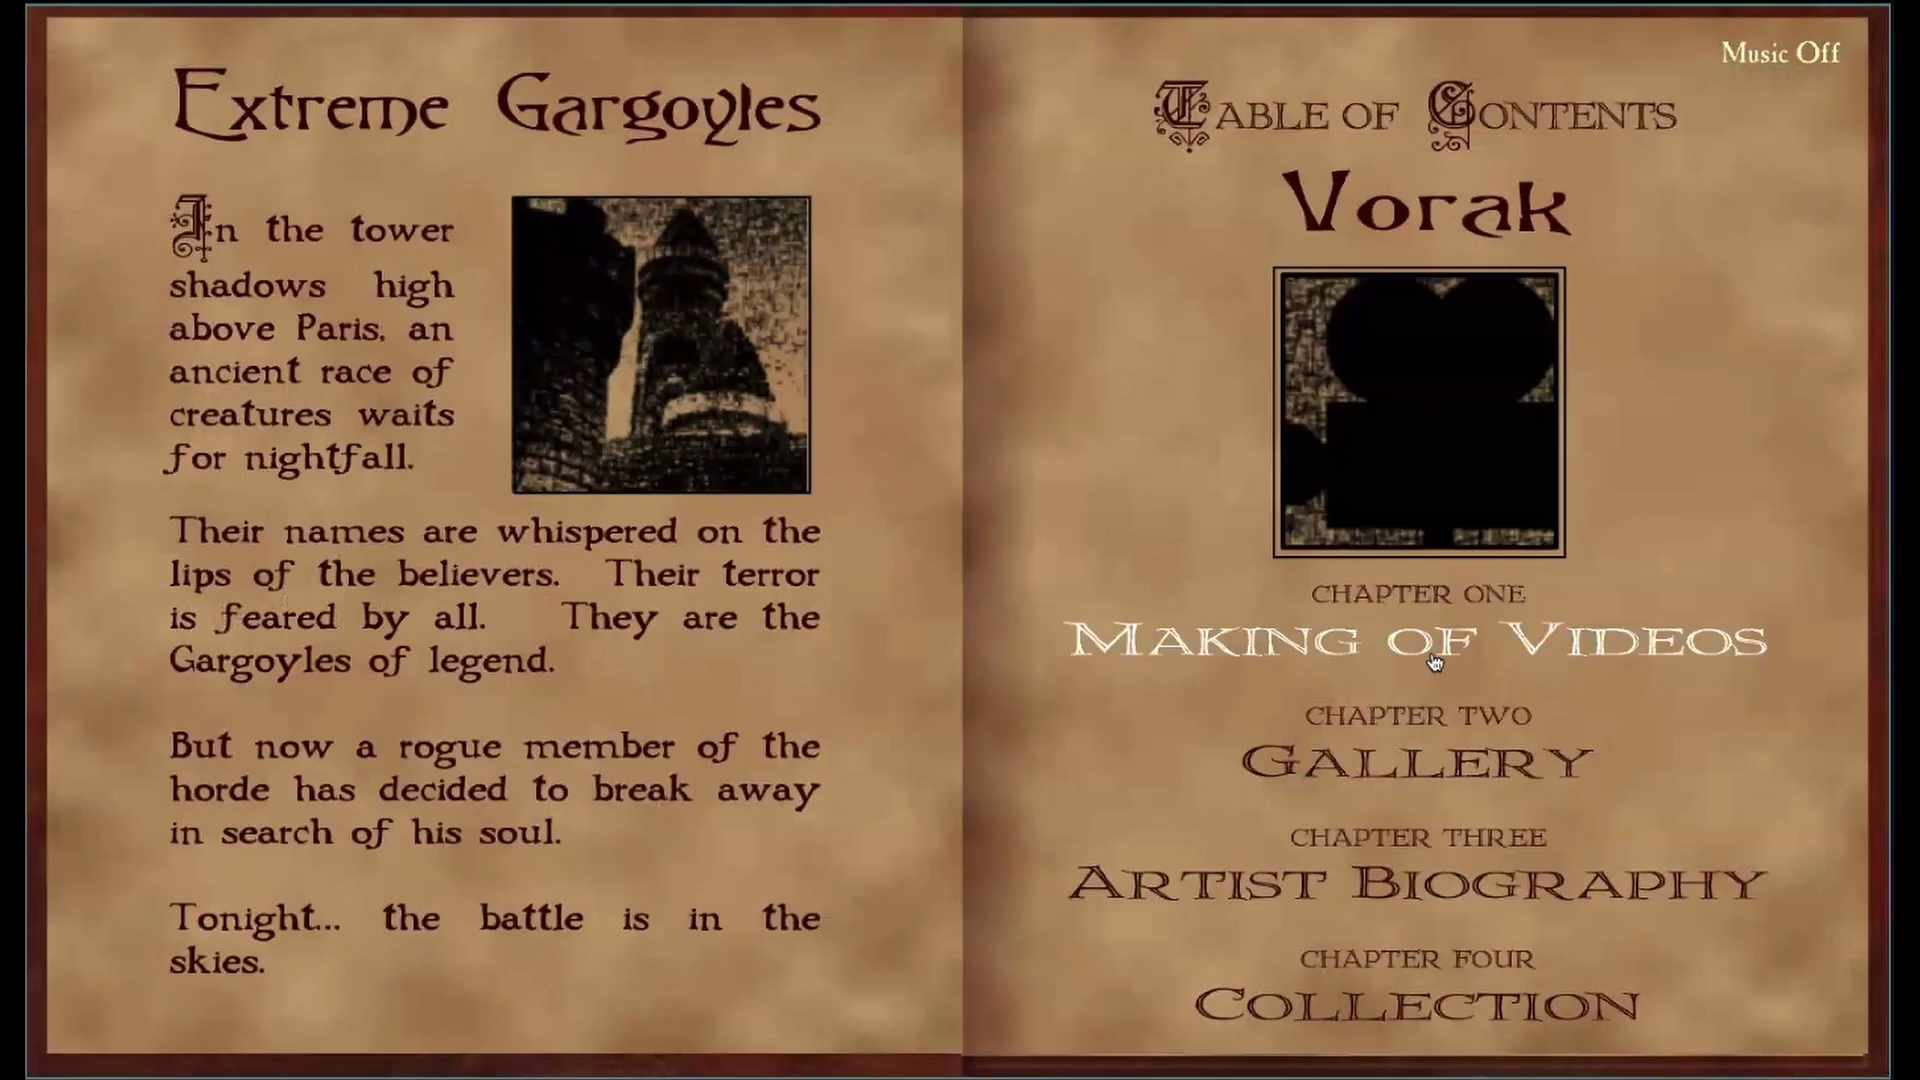 Extreme Gargoyles
In the tower
shadows high
above Paris, an
ancient race of
creatures waits
for nightfall.
Their names are whispered on the
lips of the believers. Their terror
is feared by all. They are the
Gargoyles of legend.
But now a rogue member of the
horde has decided to break away
in search of his soul.
Tonight... the battle is in the
skies.
Music Off
Table of Contents
Vorak
CHAPTER ONE
MAKING OF VIDEOS
CHAPTER TWO
GALLERY
CHAPTER THREE
ARTIST BIOGRAPHY
CHAPTER FOUR
COLLECTION